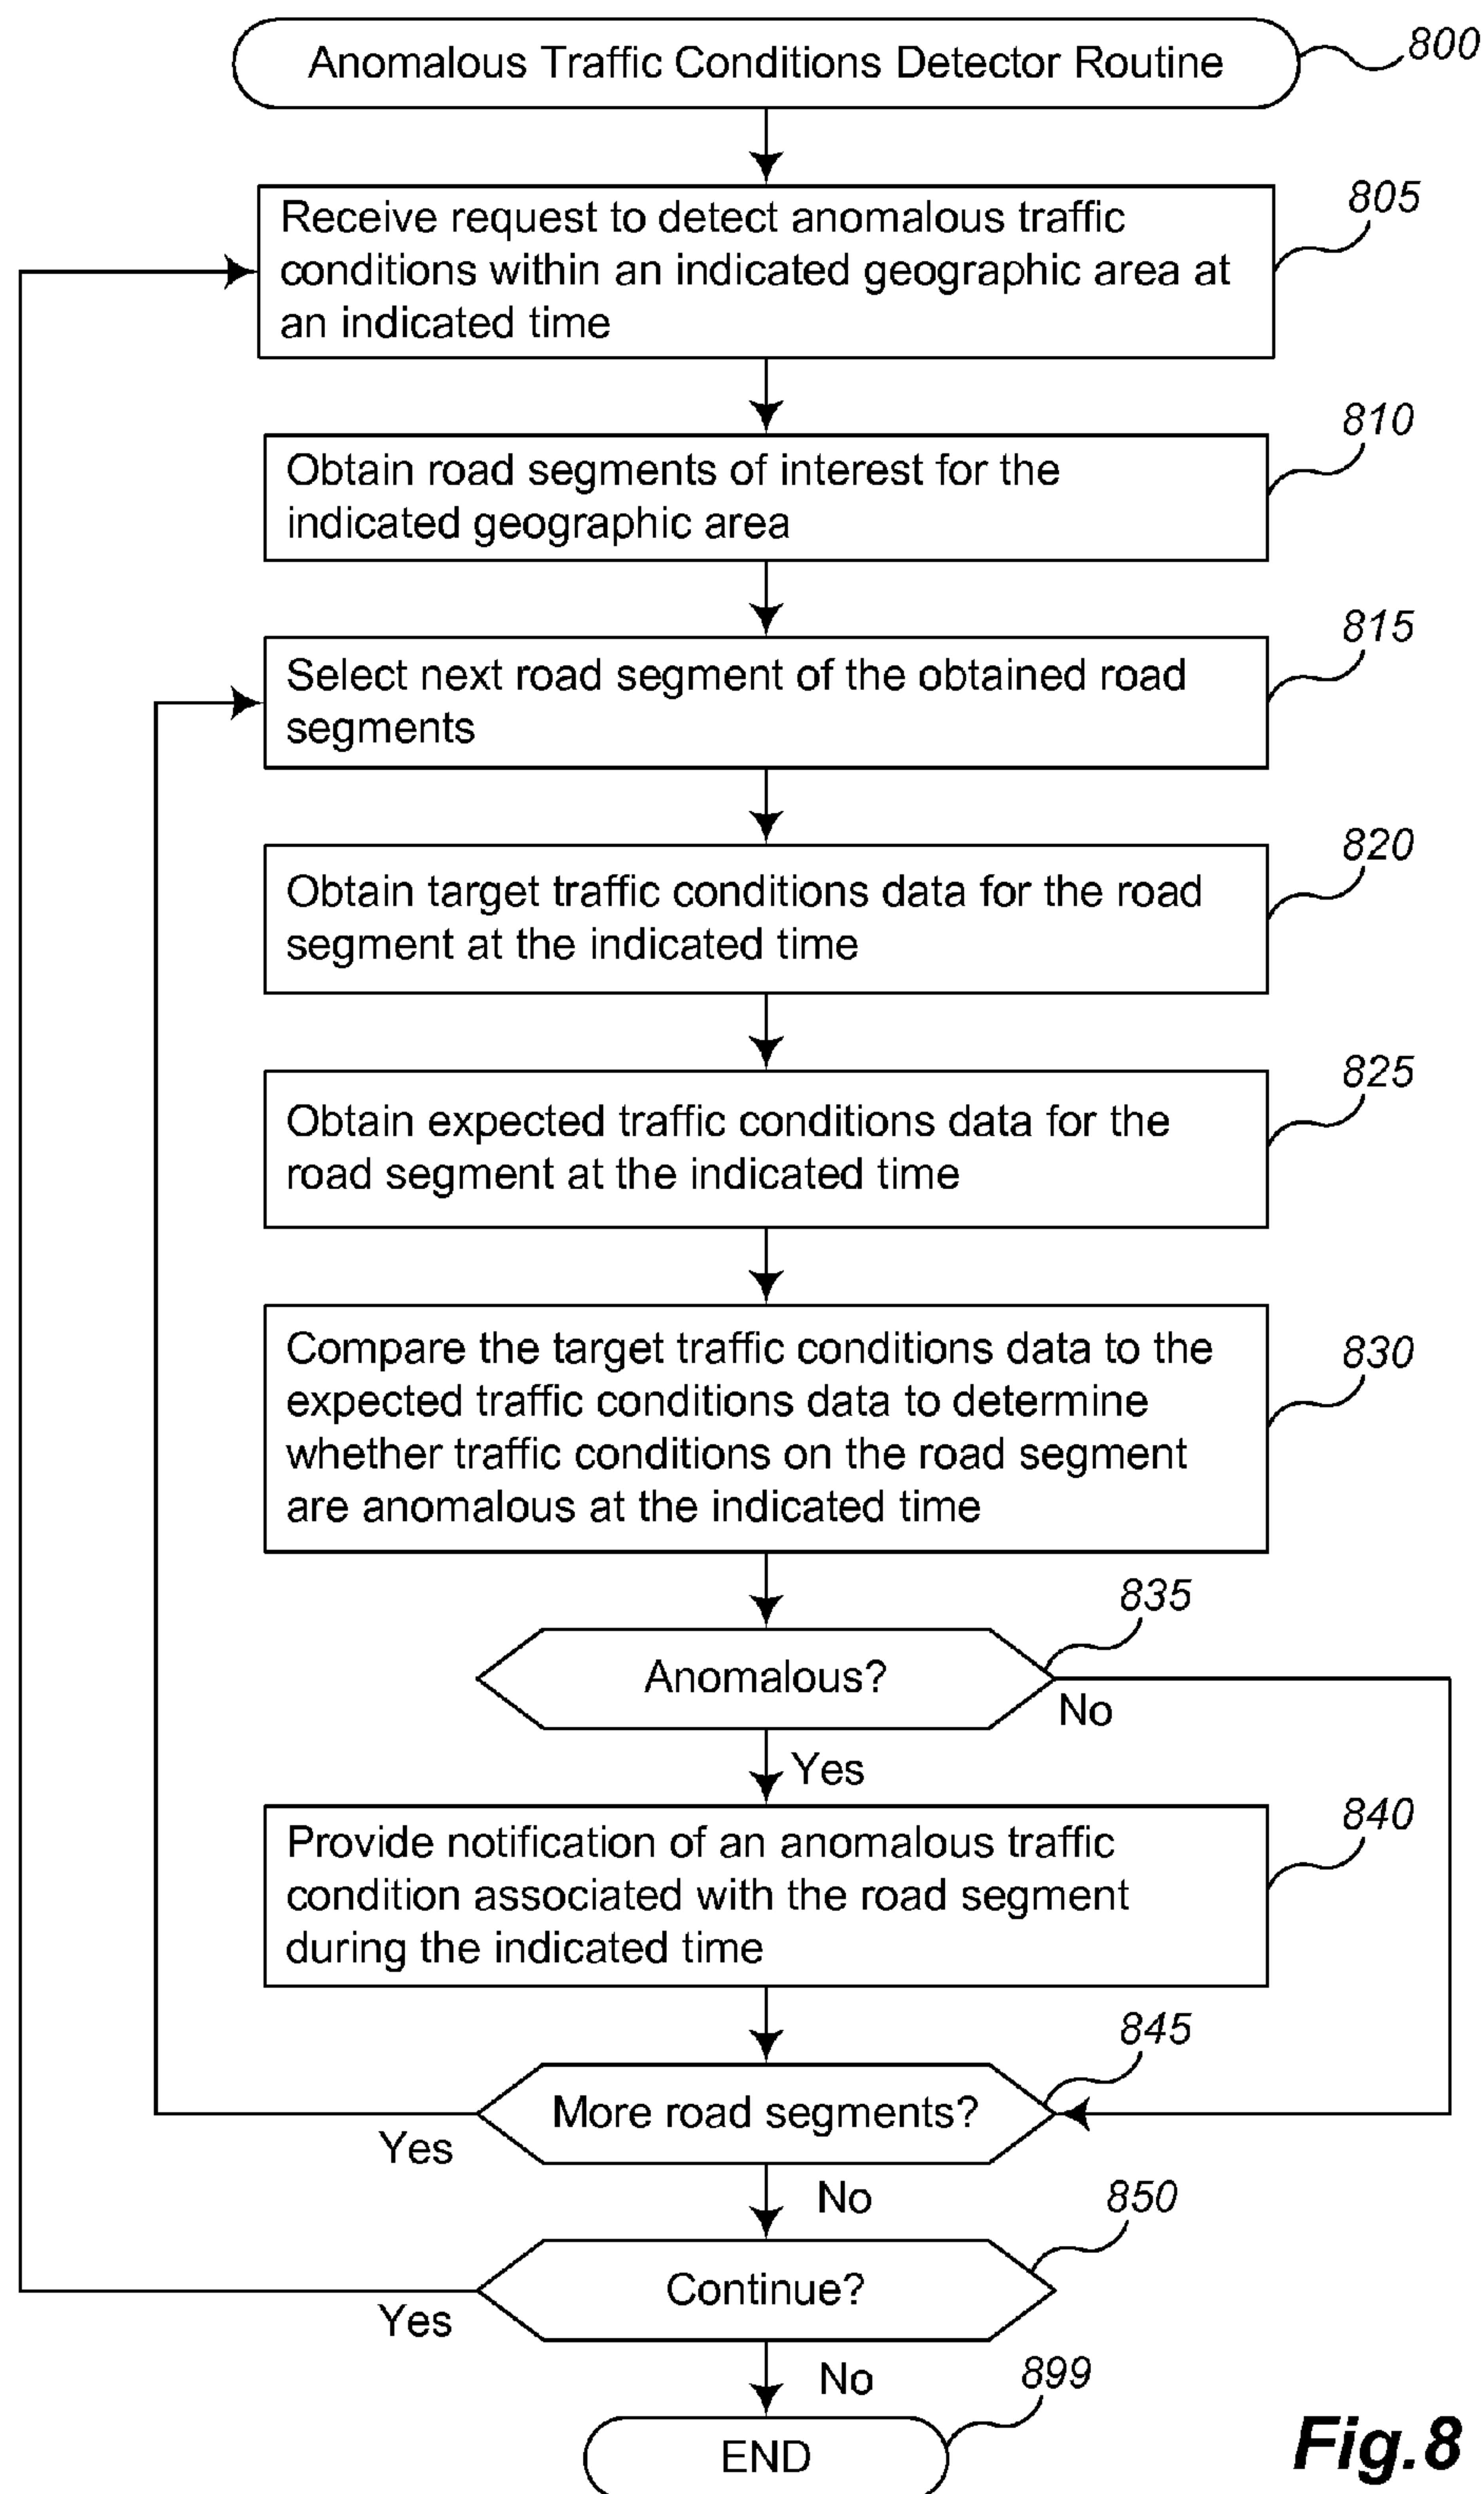 Anomalous Traffic Conditions Detector Routine
800
Receive request to detect anomalous traffic
conditions within an indicated geographic area at
an indicated time
805
Obtain road segments of interest for the
indicated geographic area
810
Select next road segment of the obtained road
segments
815
Obtain target traffic conditions data for the road
segment at the indicated time
820
Obtain expected traffic conditions data for the
road segment at the indicated time
825
Compare the target traffic conditions data to the
expected traffic conditions data to determine
whether traffic conditions on the road segment
are anomalous at the indicated time
830
Anomalous?
835
No
Yes
Provide notification of an anomalous traffic
condition associated with the road segment
during the indicated time
840
More road segments?
845
Yes
No
Continue?
850
Yes
No
END
899
Fig.8